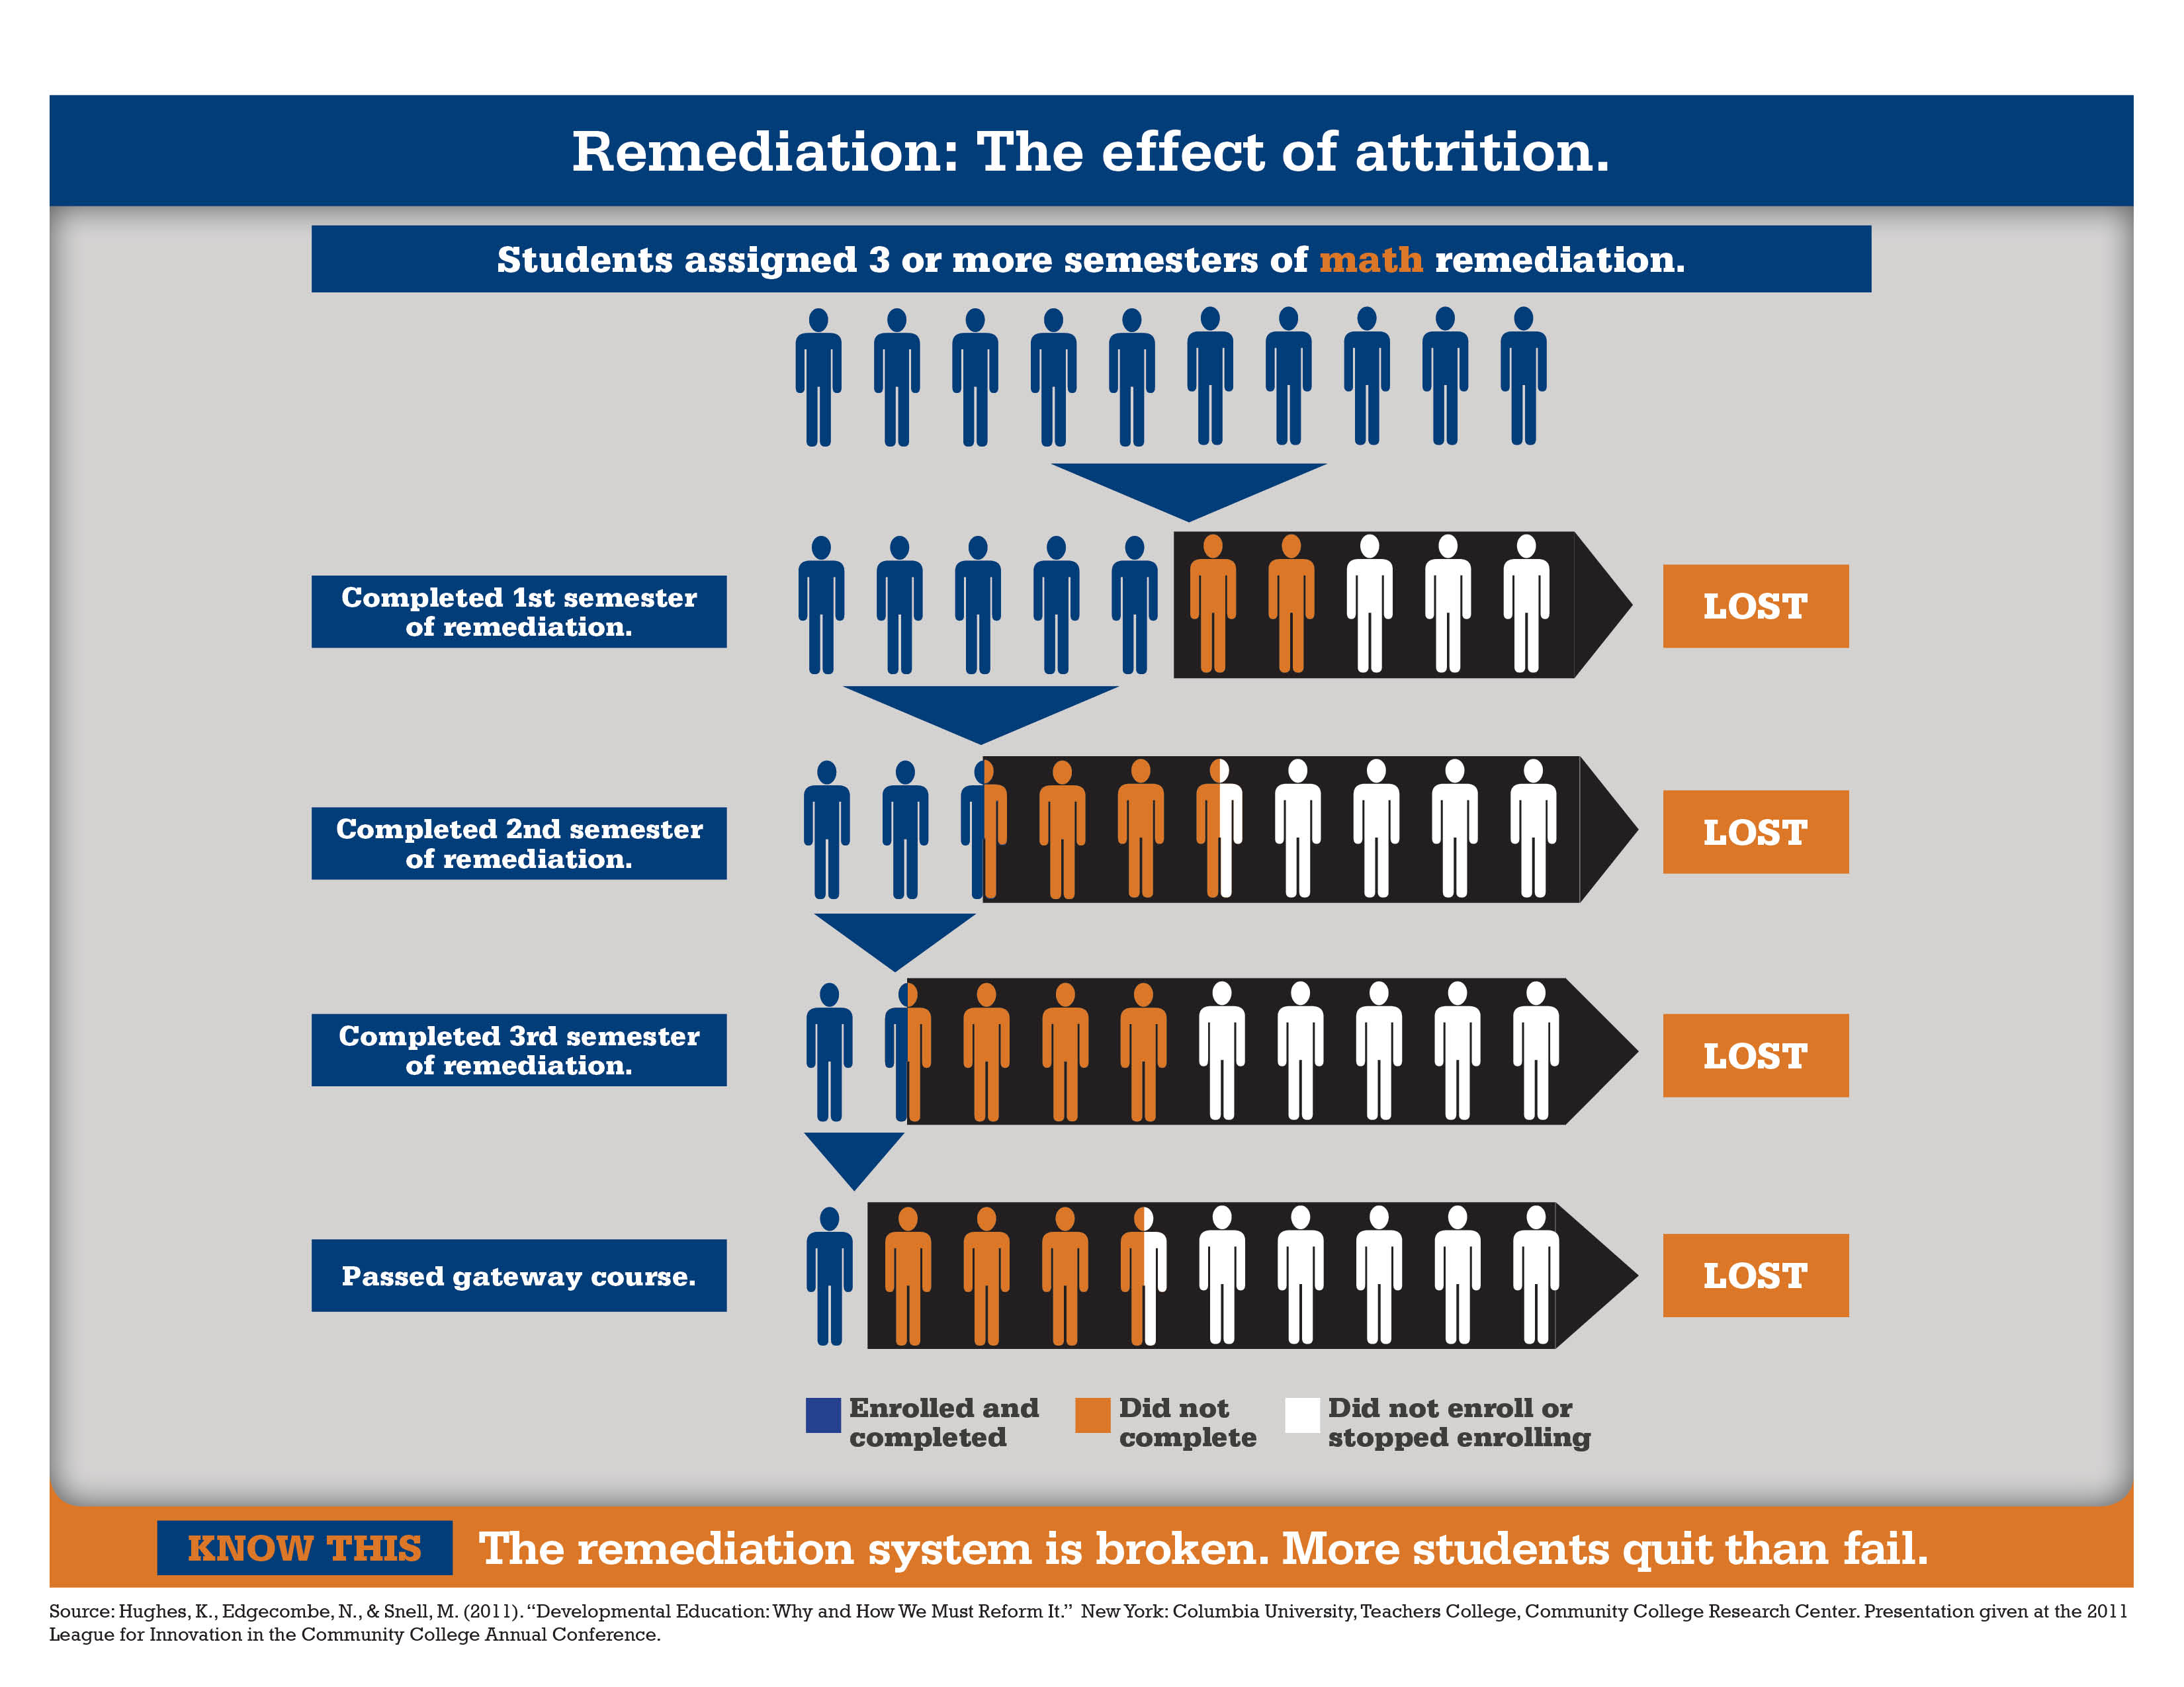 Remediation: The effect of attrition.
Students assigned 3 or more semesters of math remediation.
Completed 1st semester
of remediation.
LOST
Completed 2nd semester
of remediation.
LOST
Completed 3rd semester
of remediation.
LOST
Passed gateway course.
LOST
Enrolled and
completed
Did not
complete
Did not enroll or
stopped enrolling
KNOW THIS The remediation system is broken. More students quit than fail.
Source: Hughes, K., Edgecombe, N., & Snell, M. (2011). “Developmental Education: Why and How We Must Reform It.” New York: Columbia University, Teachers College, Community College Research Center. Presentation given at the 2011
League for Innovation in the Community College Annual Conference.